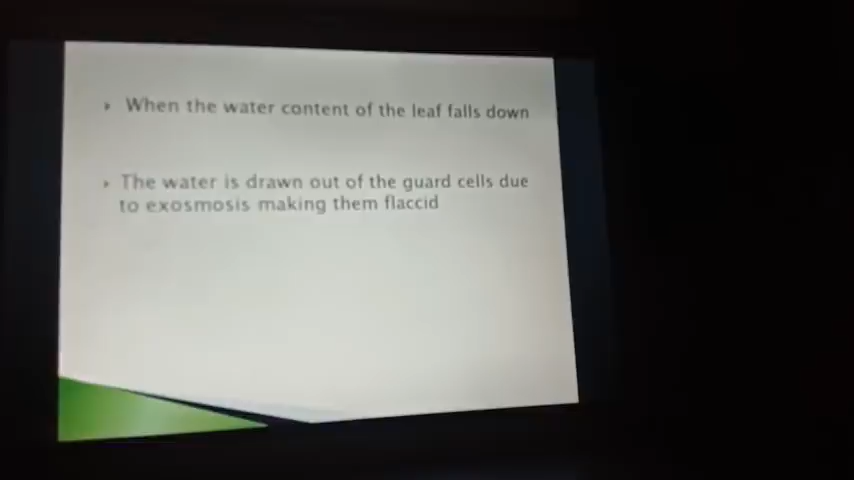 When the water content of the leaf falls down
The water is drawn out of the guard cells due
to exosmosis making them flaccid